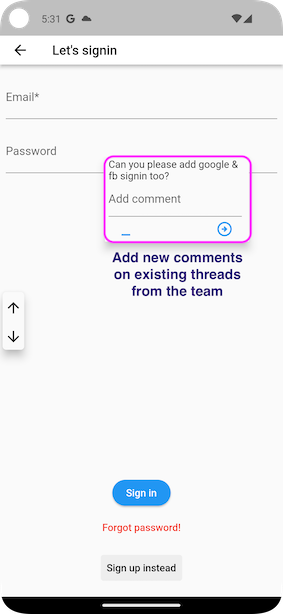 5:31 G
Let's signin
Email*
Password
Can you please add google &
fb signin too?
Add comment
Add new comments
on existing threads
from the team
Sign in
Forgot password!
Sign up instead